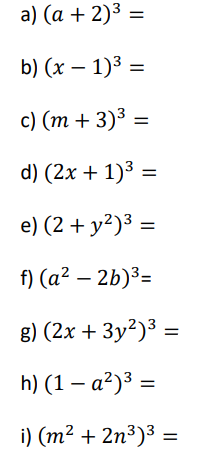 a) (a + 2)³ =
b) (x − 1)³ =
c) (m + 3)³ =
d) (2x + 1)³ =
e) (2 + y²)³ =
f) (a² − 2b)³=
g) (2x + 3y²)³ =
h) (1 − a²)³ =
i) (m² + 2n³)³ =